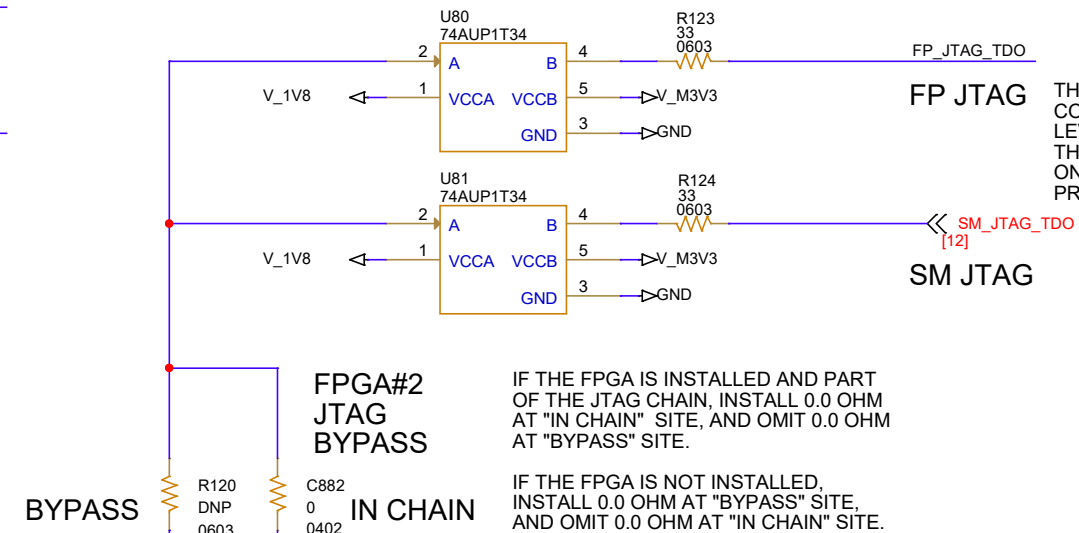 U80
74AUP1T34
2
A
B
4
R123
33
0603
FP_JTAG_TDO
V_1V8
1
VCCA
VCCB
5
V_M3V3
GND
3
GND
FP JTAG
U81
74AUP1T34
2
A
B
4
R124
33
0603
SM_JTAG_TDO
[12]
V_1V8
1
VCCA
VCCB
5
V_M3V3
GND
3
GND
SM JTAG
FPGA#2
JTAG
BYPASS
IF THE FPGA IS INSTALLED AND PART
OF THE JTAG CHAIN, INSTALL 0.0 OHM
AT "IN CHAIN" SITE, AND OMIT 0.0 OHM
AT "BYPASS" SITE.
IF THE FPGA IS NOT INSTALLED,
INSTALL 0.0 OHM AT "BYPASS" SITE,
AND OMIT 0.0 OHM AT "IN CHAIN" SITE.
BYPASS
R120
DNP
0603
C882
0
0402
IN CHAIN